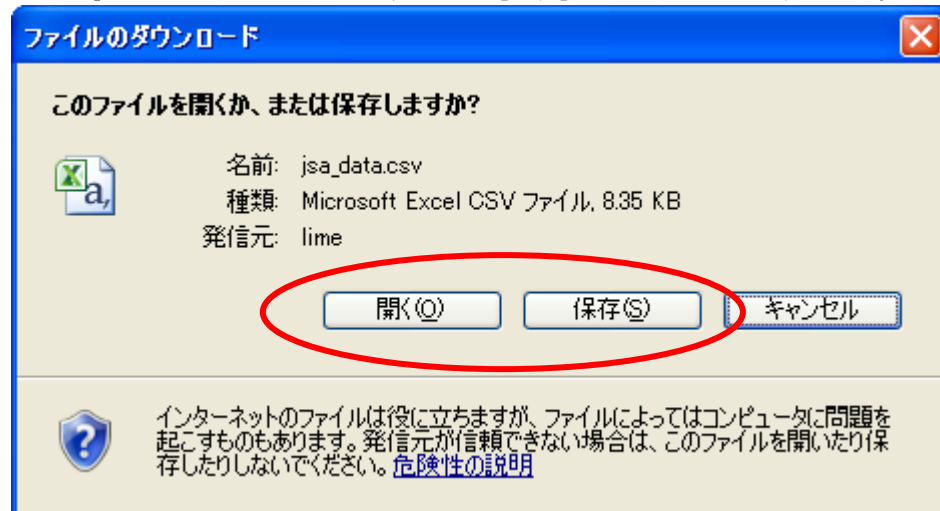 ファイルのダウンロード
このファイルを開くか、または保存しますか?
名前: jsa_data.csv
種類: Microsoft Excel CSV ファイル, 8.35 KB
発信元: lime
開く(O) 保存(S) キャンセル
インターネットのファイルは役に立ちますが、ファイルによってはコンピュータに問題を
起こすものもあります。発信元が信頼できない場合は、このファイルを開いたり保
存したりしないでください。危険性の説明